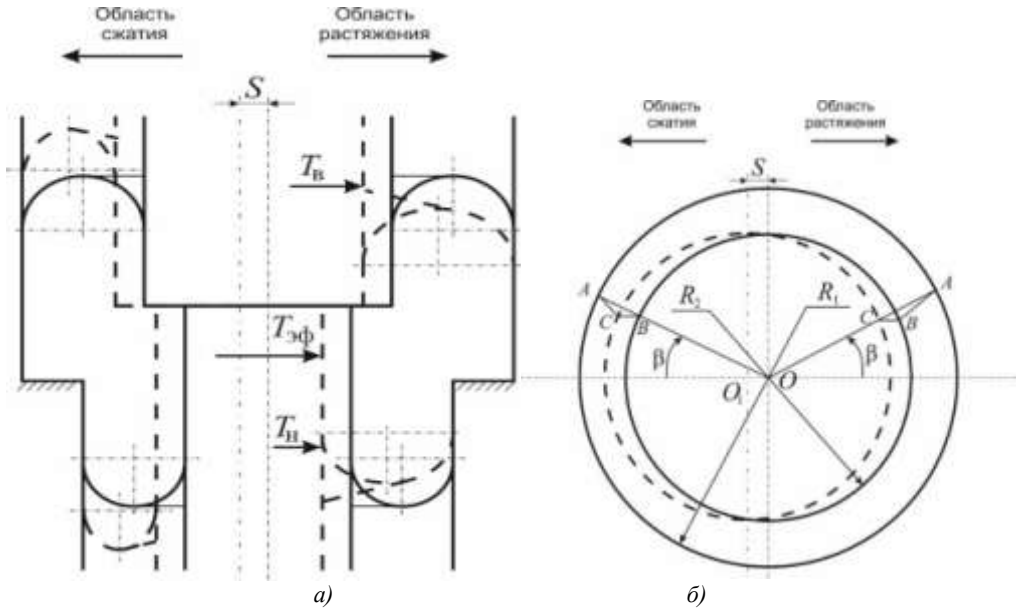 Область
сжатия
Область
растяжения
S
Tв
Tэф
Tн
а)
Область
сжатия
Область
растяжения
S
A
A
R₂
R₁
C
B
C
B
β
β
O₁
O
б)